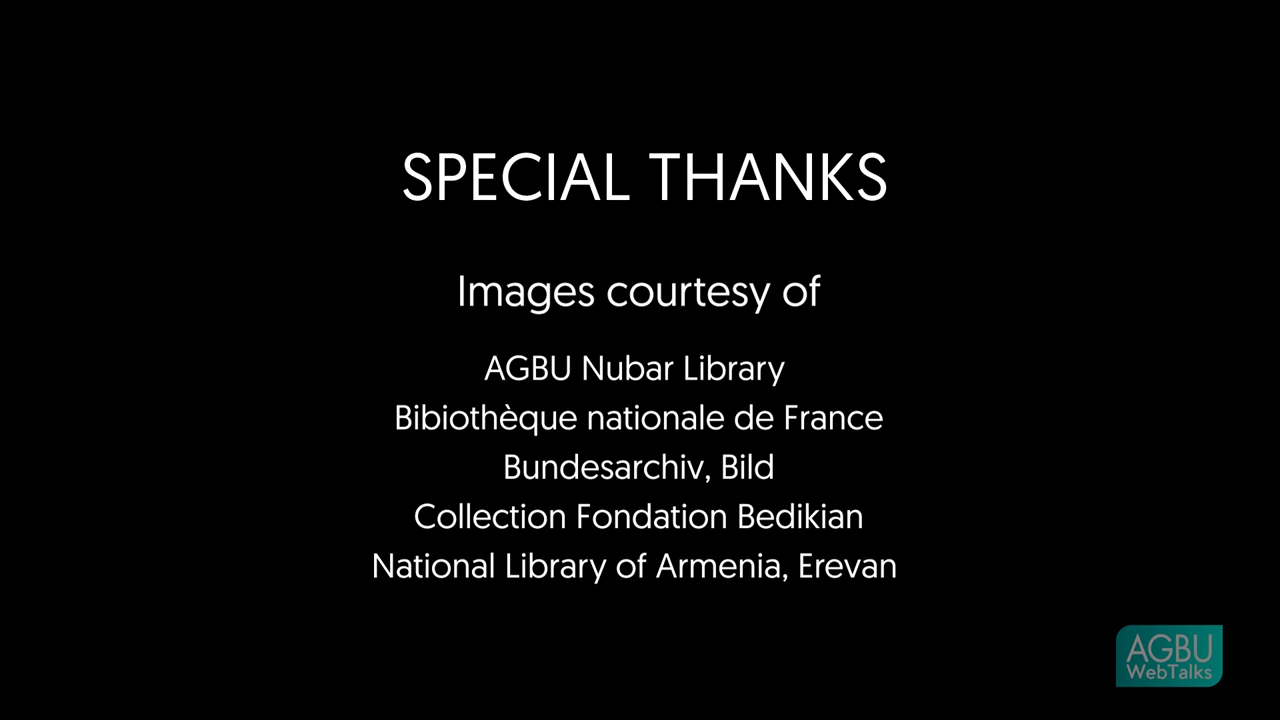 SPECIAL THANKS
Images courtesy of
AGBU Nubar Library
Bibiothèque nationale de France
Bundesarchiv, Bild
Collection Fondation Bedikian
National Library of Armenia, Erevan
AGBU
WebTalks